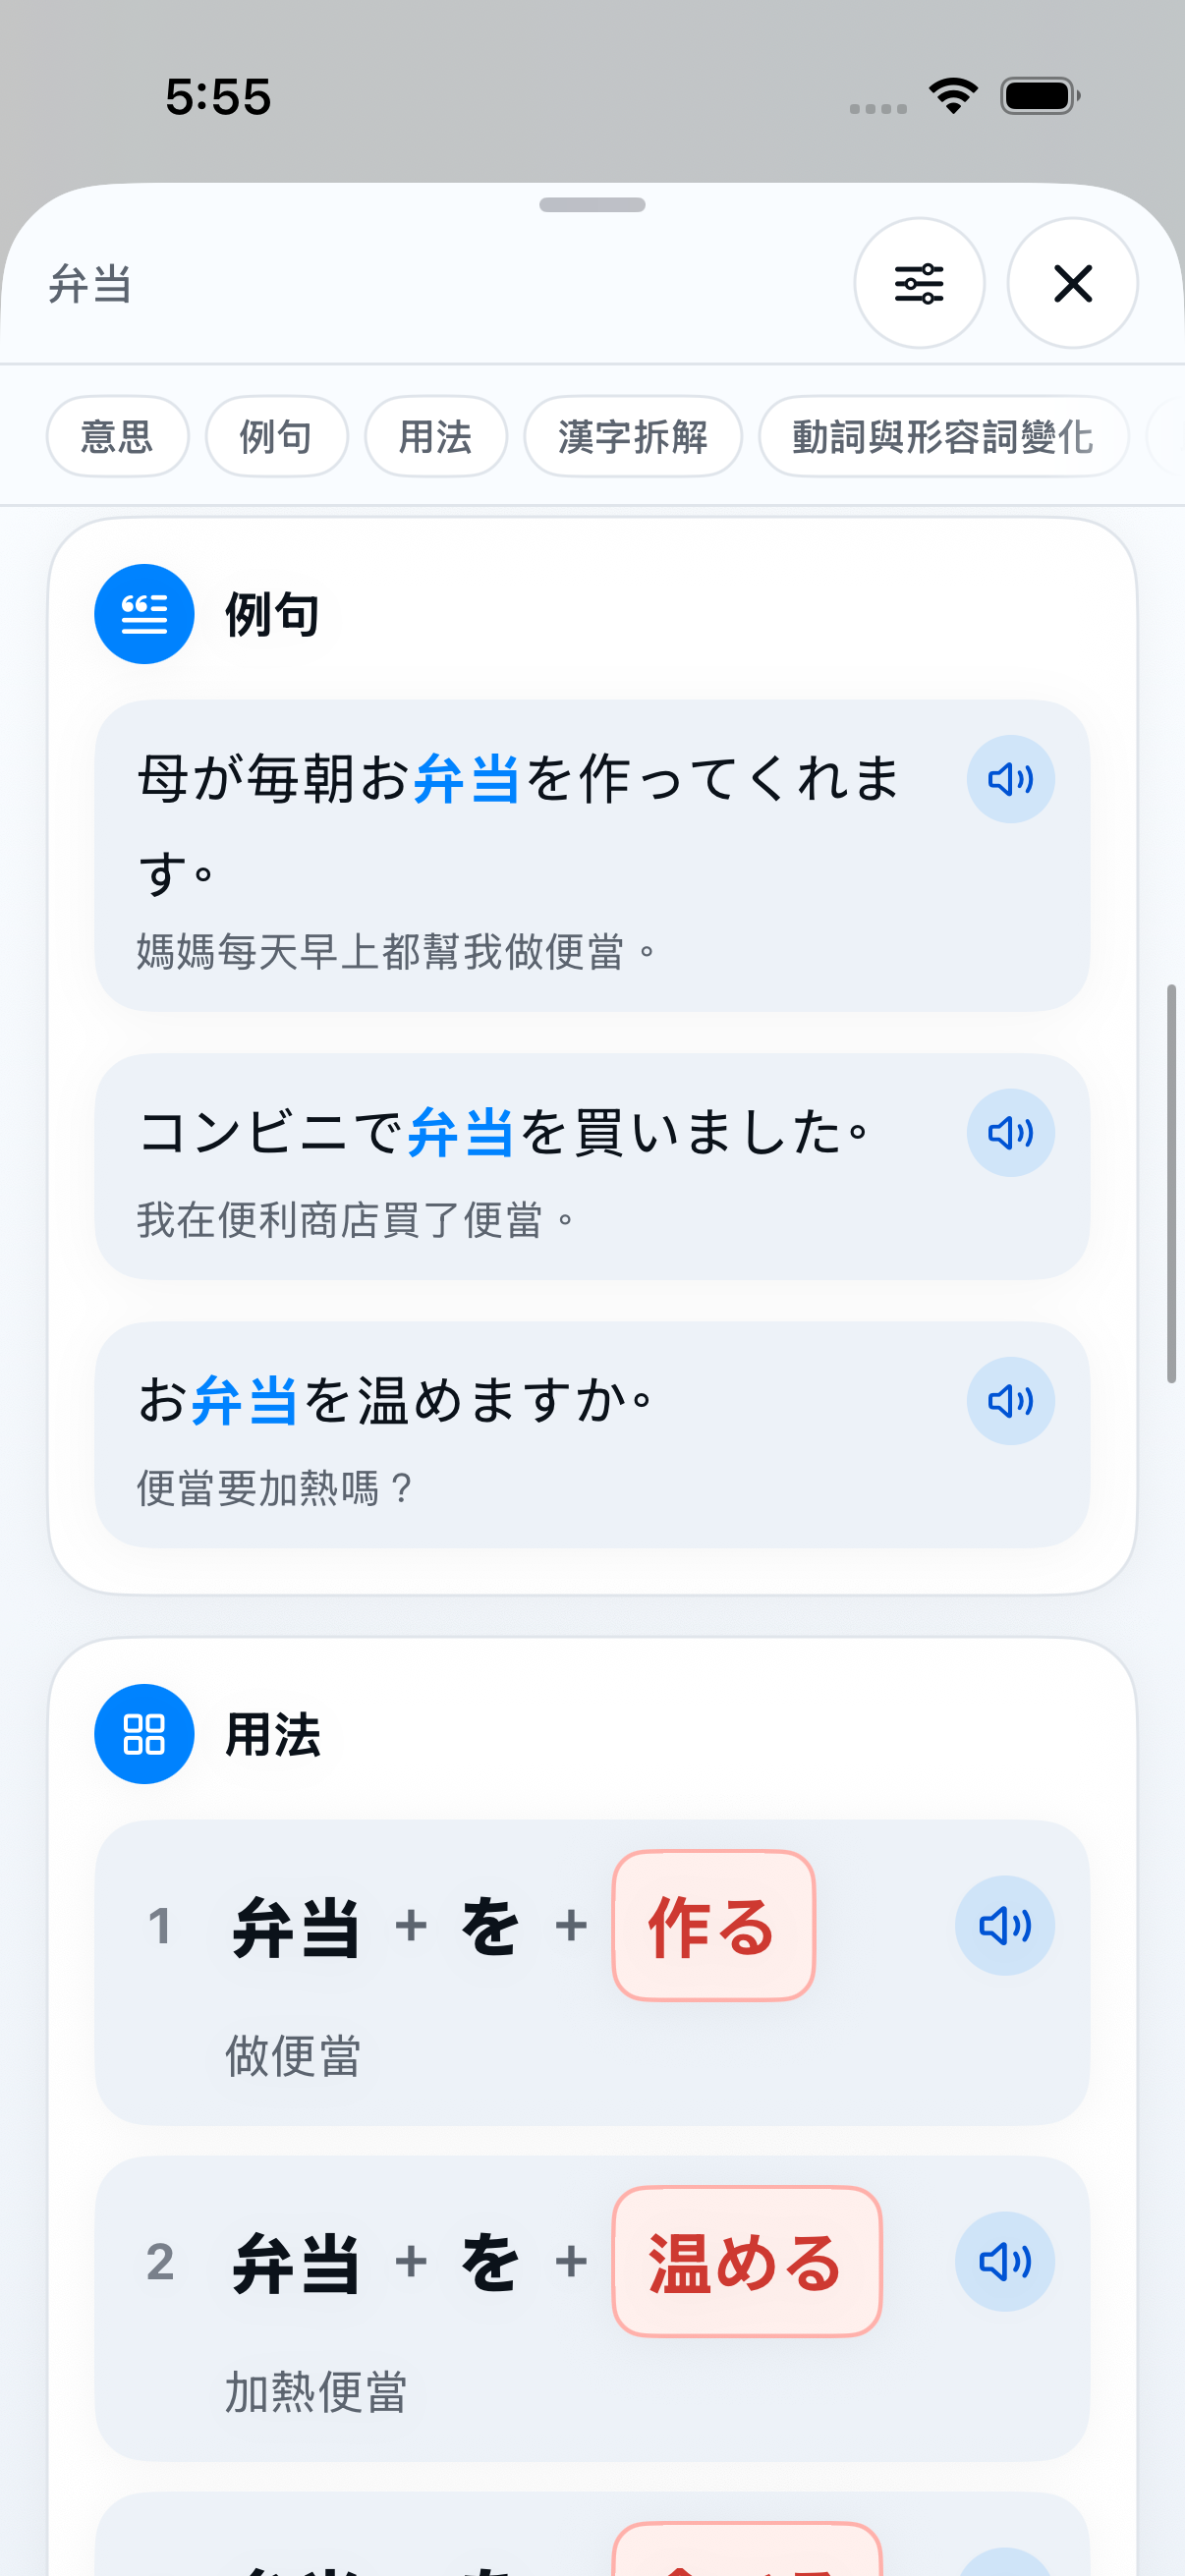 5:55
弁当
意思
例句
用法
漢字拆解
動詞與形容詞變化
例句
母が毎朝お弁当を作ってくれま
す。
媽媽每天早上都幫我做便當。
コンビニで弁当を買いました。
我在便利商店買了便當。
お弁当を温めますか。
便當要加熱嗎？
用法
1 弁当 + を + 作る
做便當
2 弁当 + を + 温める
加熱便當